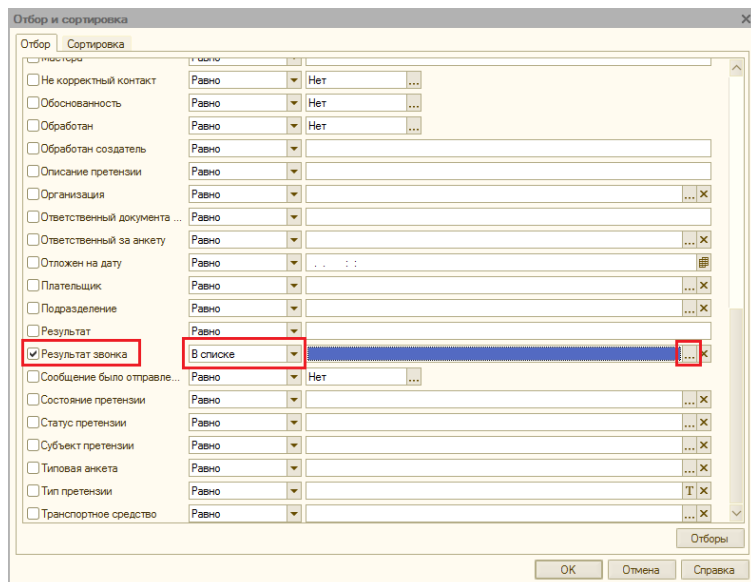 Отбор и сортировка
Отбор Сортировка
Не корректный контакт Равно Нет ...
Обоснованность Равно Нет ...
Обработан Равно Нет ...
Обработан создатель Равно
Описание претензии Равно
Организация Равно ... ×
Ответственный документа ... Равно
Ответственный за анкету Равно ... ×
Отложен на дату Равно . . : :
Плательщик Равно ... ×
Подразделение Равно ... ×
Результат Равно
Результат звонка В списке ... ×
Сообщение было отправле... Равно Нет ...
Состояние претензии Равно ... ×
Статус претензии Равно ... ×
Субъект претензии Равно ... ×
Типовая анкета Равно ... ×
Тип претензии Равно T ×
Транспортное средство Равно ... ×
Отборы
OK Отмена Справка